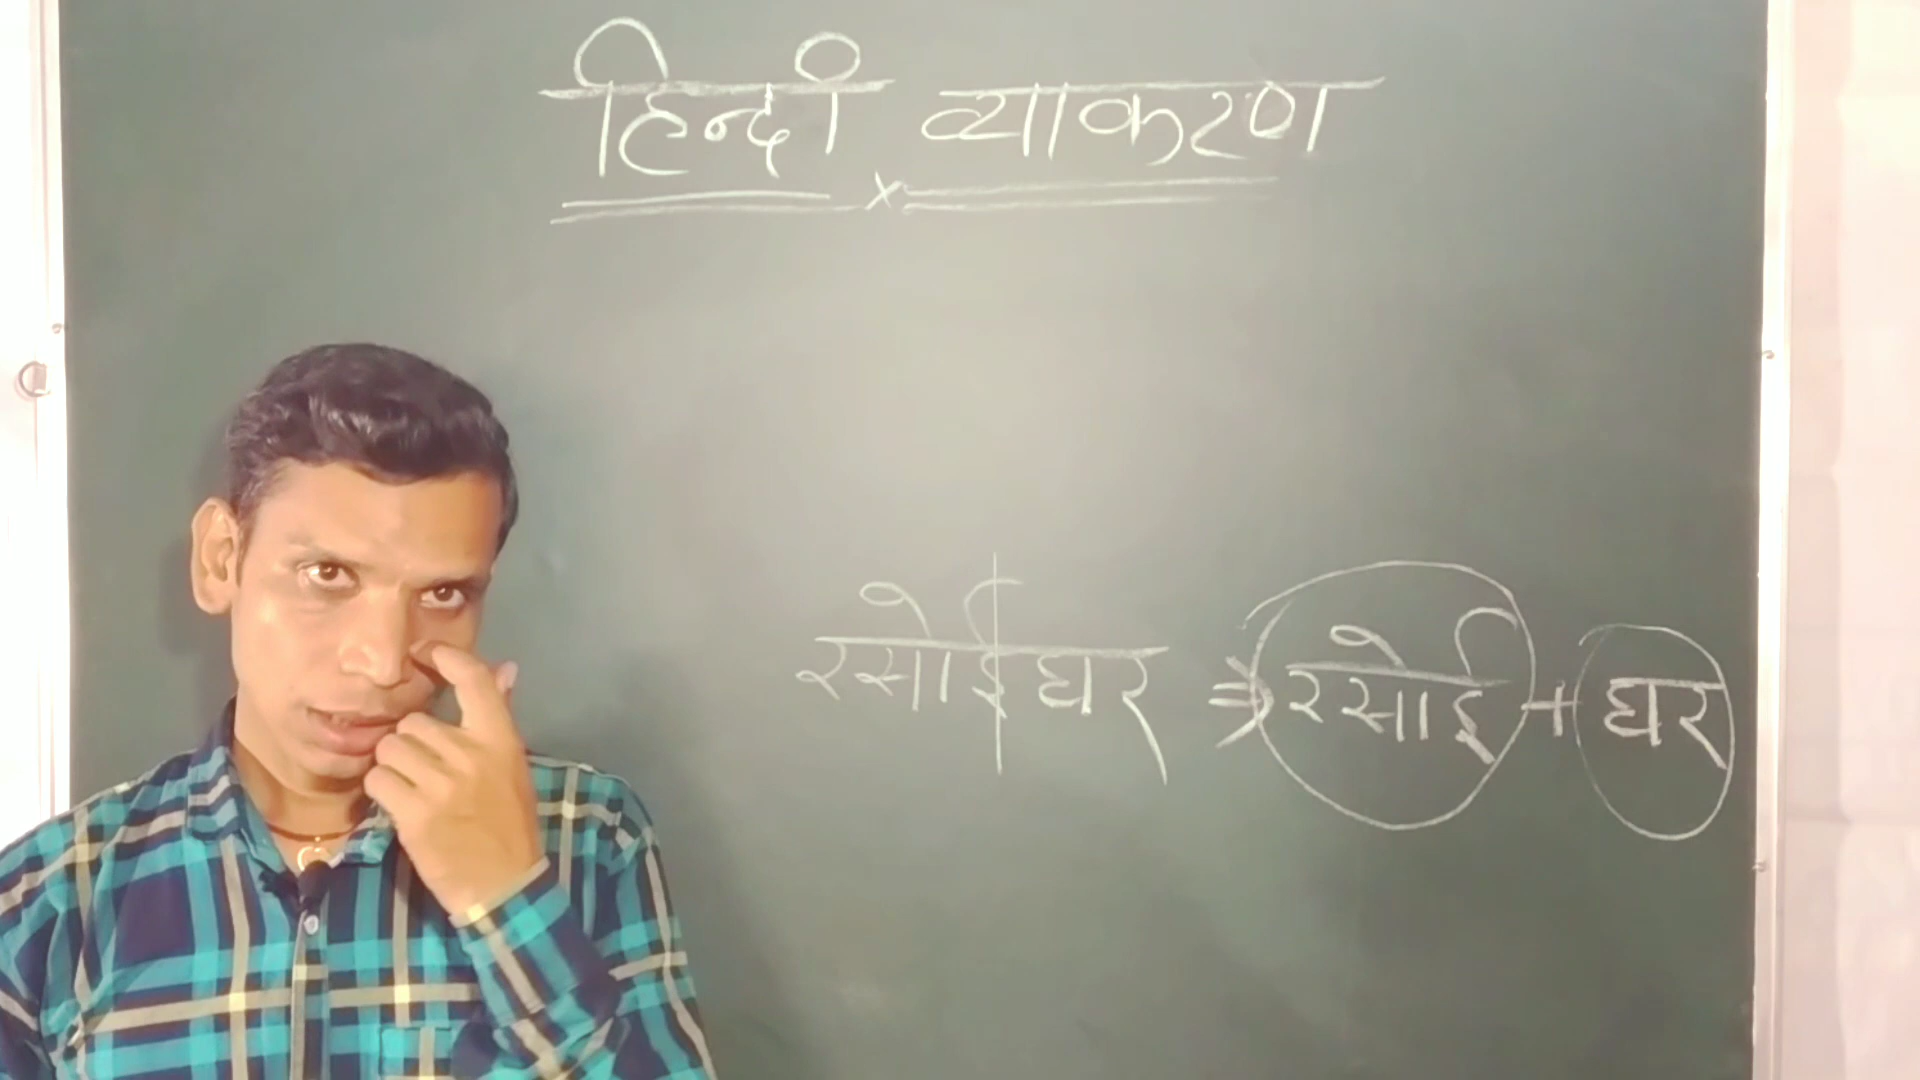 हिन्दी व्याकरण
x
रसोईघर ⇒ रसोई + घर